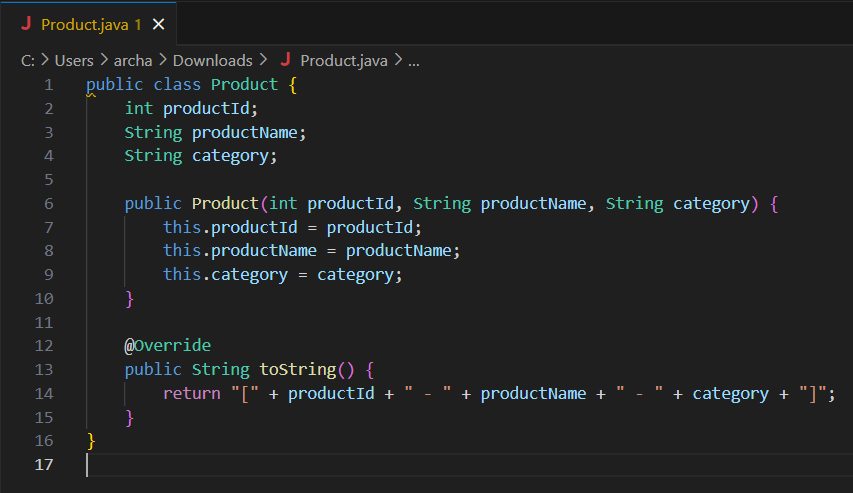 J Product.java 1 ×
C: > Users > archa > Downloads > J Product.java > ...
1 public class Product {
2     int productId;
3     String productName;
4     String category;
5
6     public Product(int productId, String productName, String category) {
7         this.productId = productId;
8         this.productName = productName;
9         this.category = category;
10     }
11
12     @Override
13     public String toString() {
14         return "[" + productId + " - " + productName + " - " + category + "]";
15     }
16 }
17